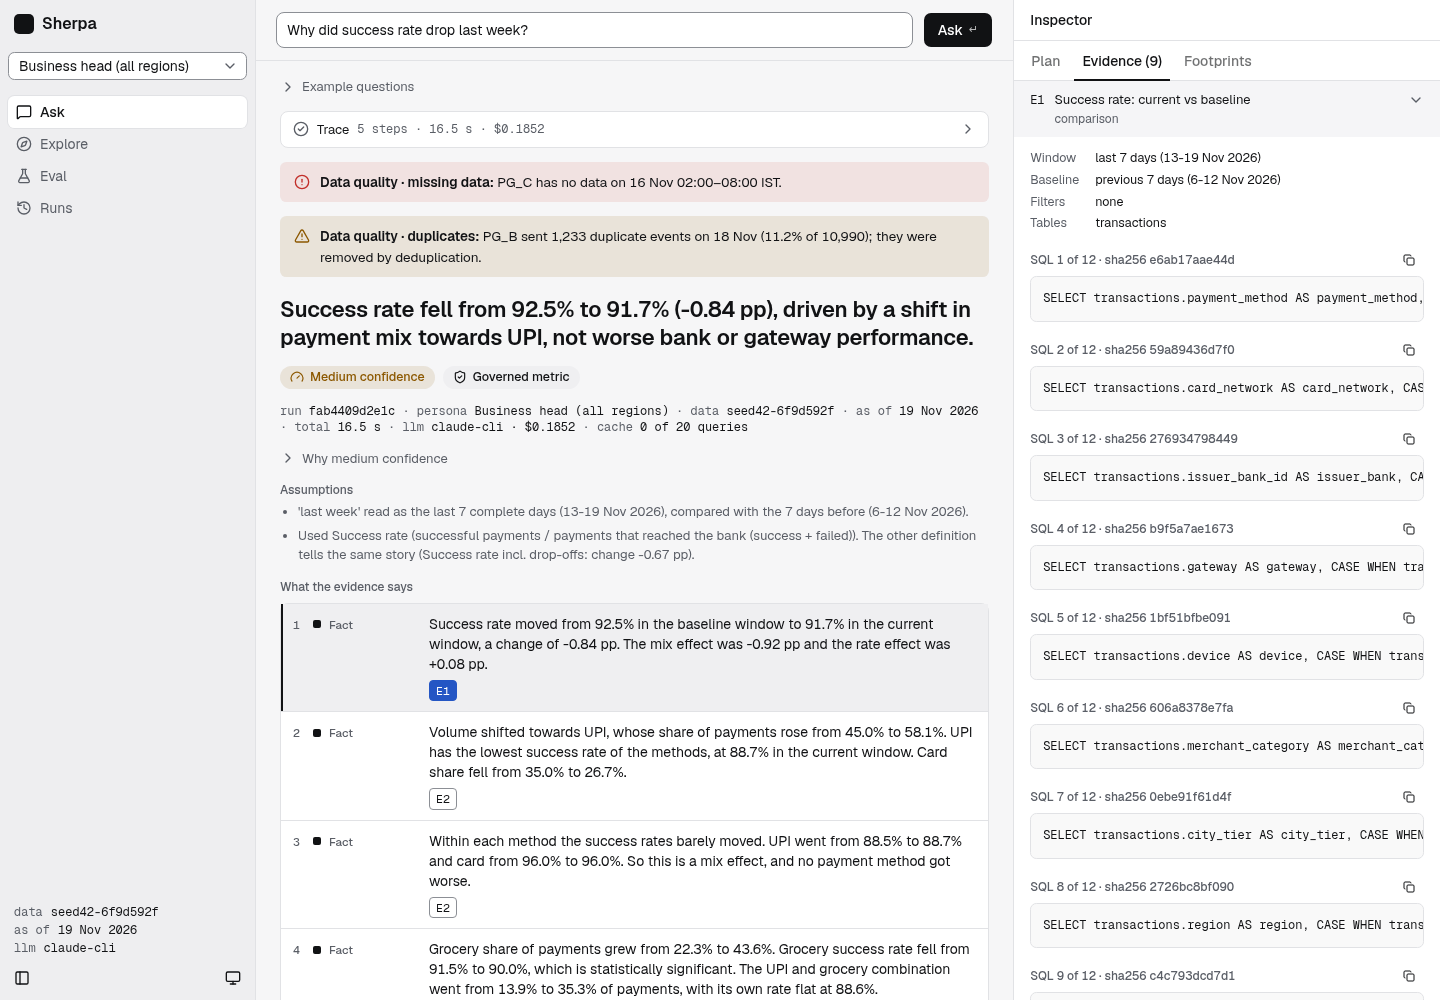 Sherpa
Business head (all regions)
Ask
Explore
Eval
Runs
data seed42-6f9d592f
as of 19 Nov 2026
llm claude-cli
Why did success rate drop last week?
Ask ↵
Example questions
Trace 5 steps · 16.5 s · $0.1852
Data quality · missing data: PG_C has no data on 16 Nov 02:00–08:00 IST.
Data quality · duplicates: PG_B sent 1,233 duplicate events on 18 Nov (11.2% of 10,990); they were
removed by deduplication.
Success rate fell from 92.5% to 91.7% (-0.84 pp), driven by a shift in
payment mix towards UPI, not worse bank or gateway performance.
Medium confidence
Governed metric
run fab4409d2e1c · persona Business head (all regions) · data seed42-6f9d592f · as of 19 Nov 2026
· total 16.5 s · llm claude-cli · $0.1852 · cache 0 of 20 queries
Why medium confidence
Assumptions
• 'last week' read as the last 7 complete days (13-19 Nov 2026), compared with the 7 days before (6-12 Nov 2026).
• Used Success rate (successful payments / payments that reached the bank (success + failed)). The other definition
tells the same story (Success rate incl. drop-offs: change -0.67 pp).
What the evidence says
1 Fact
Success rate moved from 92.5% in the baseline window to 91.7% in the current
window, a change of -0.84 pp. The mix effect was -0.92 pp and the rate effect was
+0.08 pp.
E1
2 Fact
Volume shifted towards UPI, whose share of payments rose from 45.0% to 58.1%. UPI
has the lowest success rate of the methods, at 88.7% in the current window. Card
share fell from 35.0% to 26.7%.
E2
3 Fact
Within each method the success rates barely moved. UPI went from 88.5% to 88.7%
and card from 96.0% to 96.0%. So this is a mix effect, and no payment method got
worse.
E2
4 Fact
Grocery share of payments grew from 22.3% to 43.6%. Grocery success rate fell from
91.5% to 90.0%, which is statistically significant. The UPI and grocery combination
went from 13.9% to 35.3% of payments, with its own rate flat at 88.6%.
Inspector
Plan
Evidence (9)
Footprints
E1 Success rate: current vs baseline
comparison
Window last 7 days (13-19 Nov 2026)
Baseline previous 7 days (6-12 Nov 2026)
Filters none
Tables transactions
SQL 1 of 12 · sha256 e6ab17aae44d
SELECT transactions.payment_method AS payment_method,
SQL 2 of 12 · sha256 59a89436d7f0
SELECT transactions.card_network AS card_network, CAS
SQL 3 of 12 · sha256 276934798449
SELECT transactions.issuer_bank_id AS issuer_bank, CA
SQL 4 of 12 · sha256 b9f5a7ae1673
SELECT transactions.gateway AS gateway, CASE WHEN tra
SQL 5 of 12 · sha256 1bf51bfbe091
SELECT transactions.device AS device, CASE WHEN trans
SQL 6 of 12 · sha256 606a8378e7fa
SELECT transactions.merchant_category AS merchant_cat
SQL 7 of 12 · sha256 0ebe91f61d4f
SELECT transactions.city_tier AS city_tier, CASE WHEN
SQL 8 of 12 · sha256 2726bc8bf090
SELECT transactions.region AS region, CASE WHEN trans
SQL 9 of 12 · sha256 c4c793dcd7d1